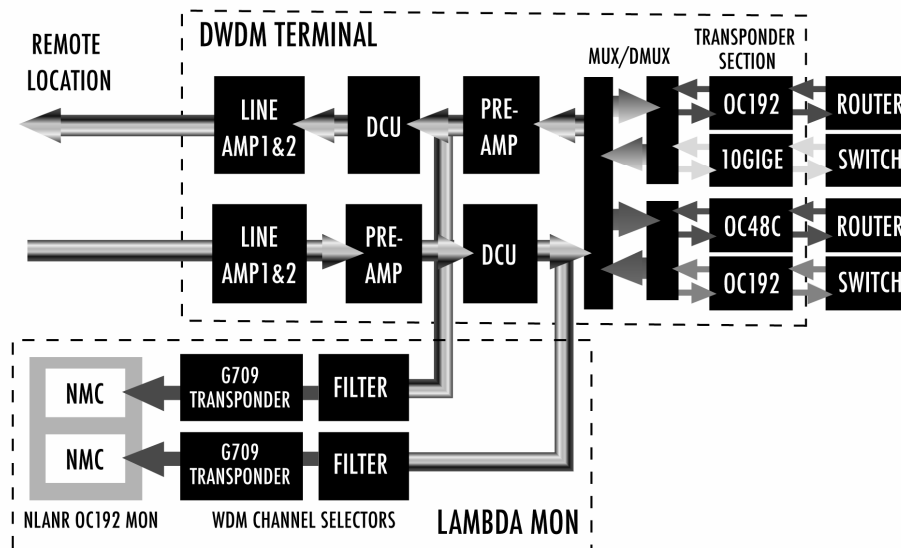 REMOTE
LOCATION
DWDM TERMINAL
MUX/DMUX
TRANSPONDER
SECTION
LINE
AMP1&2
DCU
PRE-
AMP
OC192
ROUTER
10GIGE
SWITCH
LINE
AMP1&2
PRE-
AMP
DCU
OC48C
ROUTER
OC192
SWITCH
NMC
G709
TRANSPONDER
FILTER
NMC
G709
TRANSPONDER
FILTER
NLANR OC192 MON
WDM CHANNEL SELECTORS
LAMBDA MON